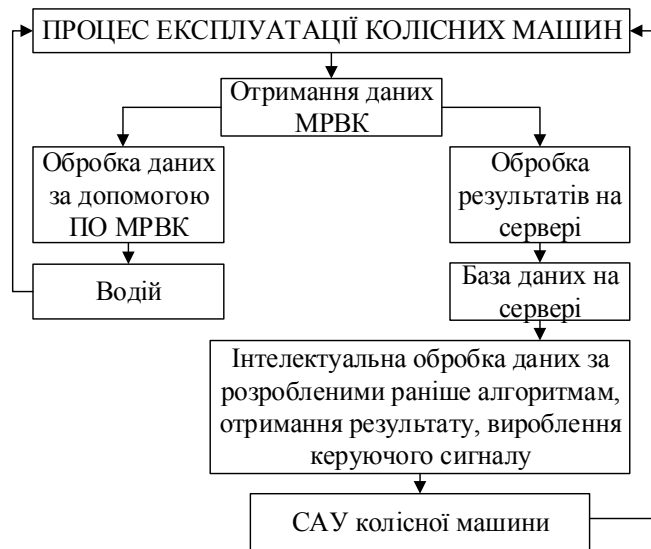 ПРОЦЕС ЕКСПЛУАТАЦІЇ КОЛІСНИХ МАШИН
Отримання даних
МРВК
Обробка даних
за допомогою
ПО МРВК
Водій
Обробка
результатів на
сервері
База даних на
сервері
Інтелектуальна обробка даних за
розробленими раніше алгоритмам,
отримання результату, вироблення
керуючого сигналу
САУ колісної машини